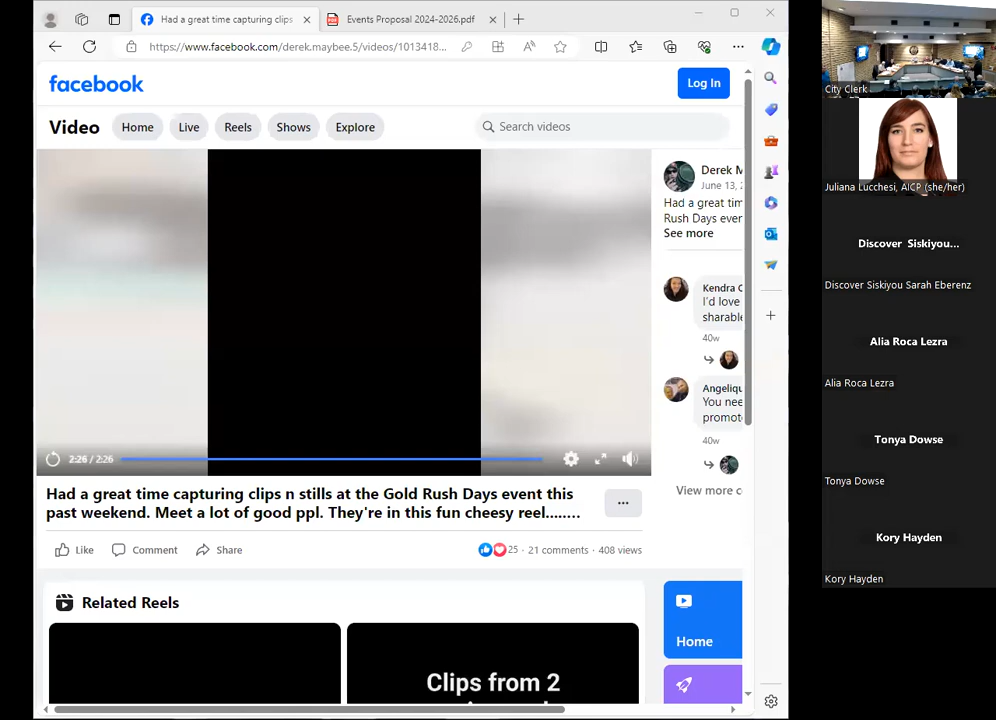 Had a great time capturing clips
Events Proposal 2024-2026.pdf
https://www.facebook.com/derek.maybee.5/videos/1013418...
facebook
Log In
Video
Home
Live
Reels
Shows
Explore
Search videos
Derek M
June 13, 2
Had a great tim
Rush Days even
See more
Kendra C
I'd love
sharable
40w
Angeliqu
You nee
promot
40w
View more c
2:26 / 2:26
Had a great time capturing clips n stills at the Gold Rush Days event this
past weekend. Meet a lot of good ppl. They're in this fun cheesy reel........
Like
Comment
Share
25 · 21 comments · 408 views
Related Reels
Clips from 2
Home
City Clerk
Juliana Lucchesi, AICP (she/her)
Discover Siskiyou...
Discover Siskiyou Sarah Eberenz
Alia Roca Lezra
Alia Roca Lezra
Tonya Dowse
Tonya Dowse
Kory Hayden
Kory Hayden